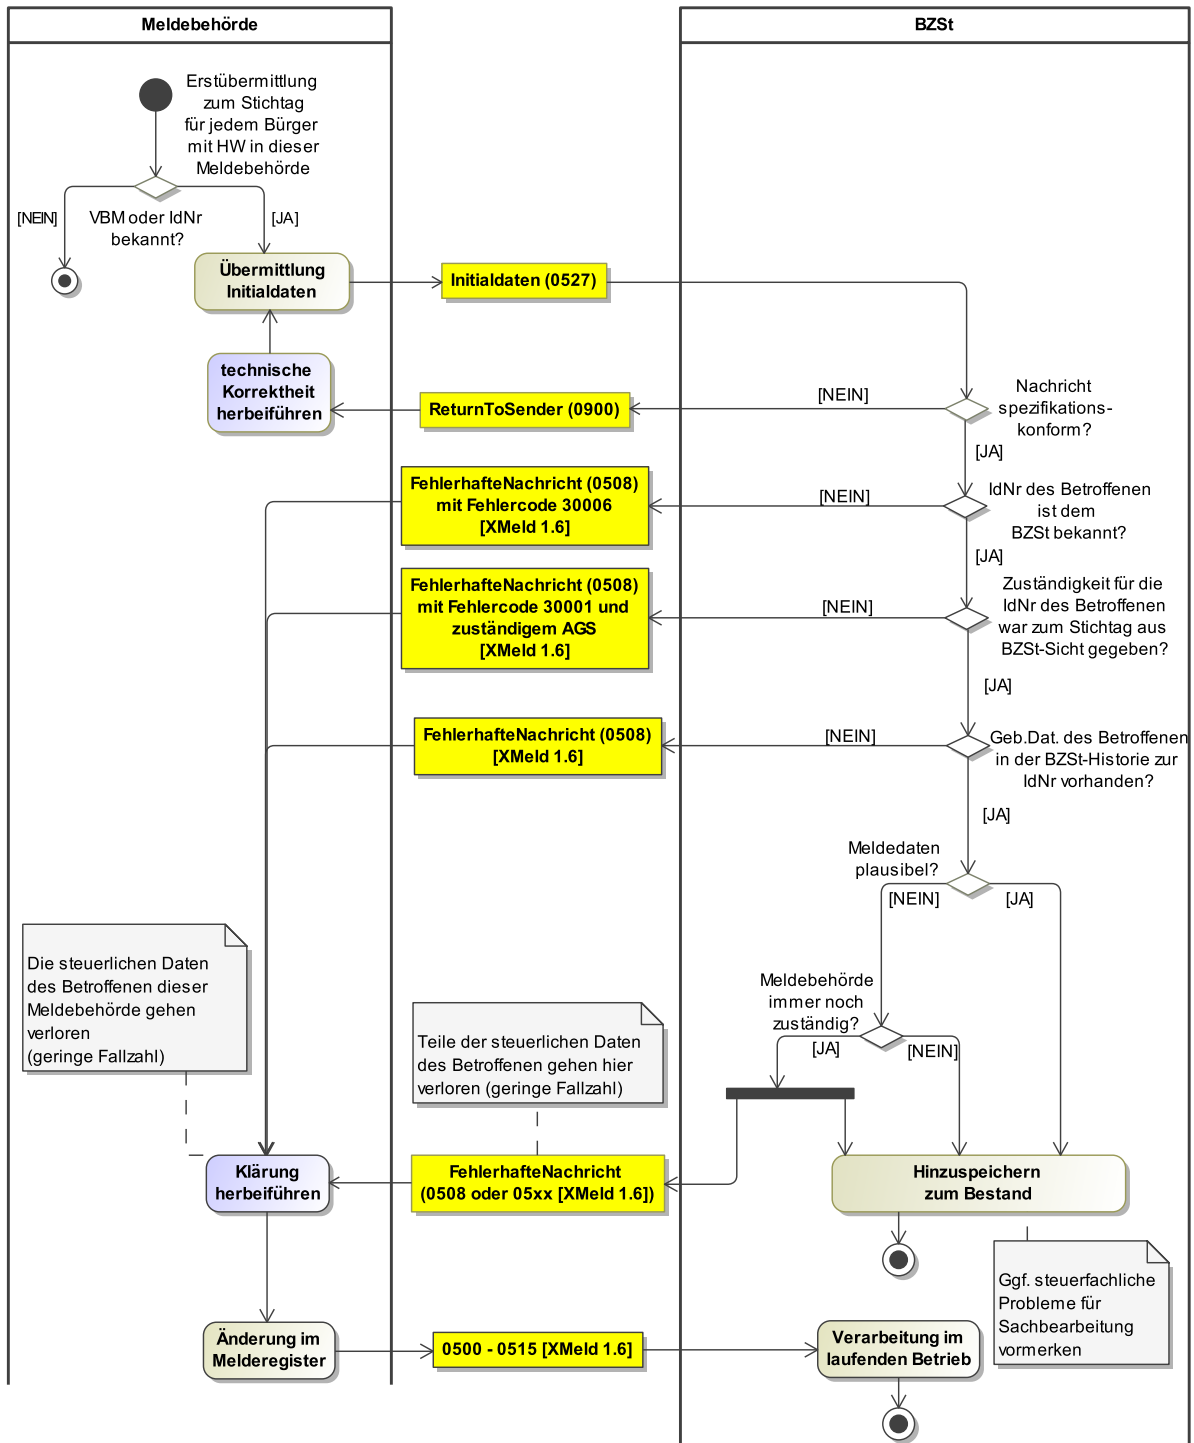 Meldebehörde
BZSt
Erstübermittlung
zum Stichtag
für jedem Bürger
mit HW in dieser
Meldebehörde
[NEIN]
VBM oder IdNr
bekannt?
[JA]
Übermittlung
Initialdaten
Initialdaten (0527)
technische
Korrektheit
herbeiführen
ReturnToSender (0900)
[NEIN]
Nachricht
spezifikations-
konform?
[JA]
FehlerhafteNachricht (0508)
mit Fehlercode 30006
[XMeld 1.6]
[NEIN]
IdNr des Betroffenen
ist dem
BZSt bekannt?
[JA]
FehlerhafteNachricht (0508)
mit Fehlercode 30001 und
zuständigem AGS
[XMeld 1.6]
[NEIN]
Zuständigkeit für die
IdNr des Betroffenen
war zum Stichtag aus
BZSt-Sicht gegeben?
[JA]
FehlerhafteNachricht (0508)
[XMeld 1.6]
[NEIN]
Geb.Dat. des Betroffenen
in der BZSt-Historie zur
IdNr vorhanden?
[JA]
Meldedaten
plausibel?
[NEIN]
[JA]
Die steuerlichen Daten
des Betroffenen dieser
Meldebehörde gehen
verloren
(geringe Fallzahl)
Teile der steuerlichen Daten
des Betroffenen gehen hier
verloren (geringe Fallzahl)
Meldebehörde
immer noch
zuständig?
[JA]
[NEIN]
Klärung
herbeiführen
FehlerhafteNachricht
(0508 oder 05xx [XMeld 1.6])
Hinzuspeichern
zum Bestand
Ggf. steuerfachliche
Probleme für
Sachbearbeitung
vormerken
Änderung im
Melderegister
0500 - 0515 [XMeld 1.6]
Verarbeitung im
laufenden Betrieb